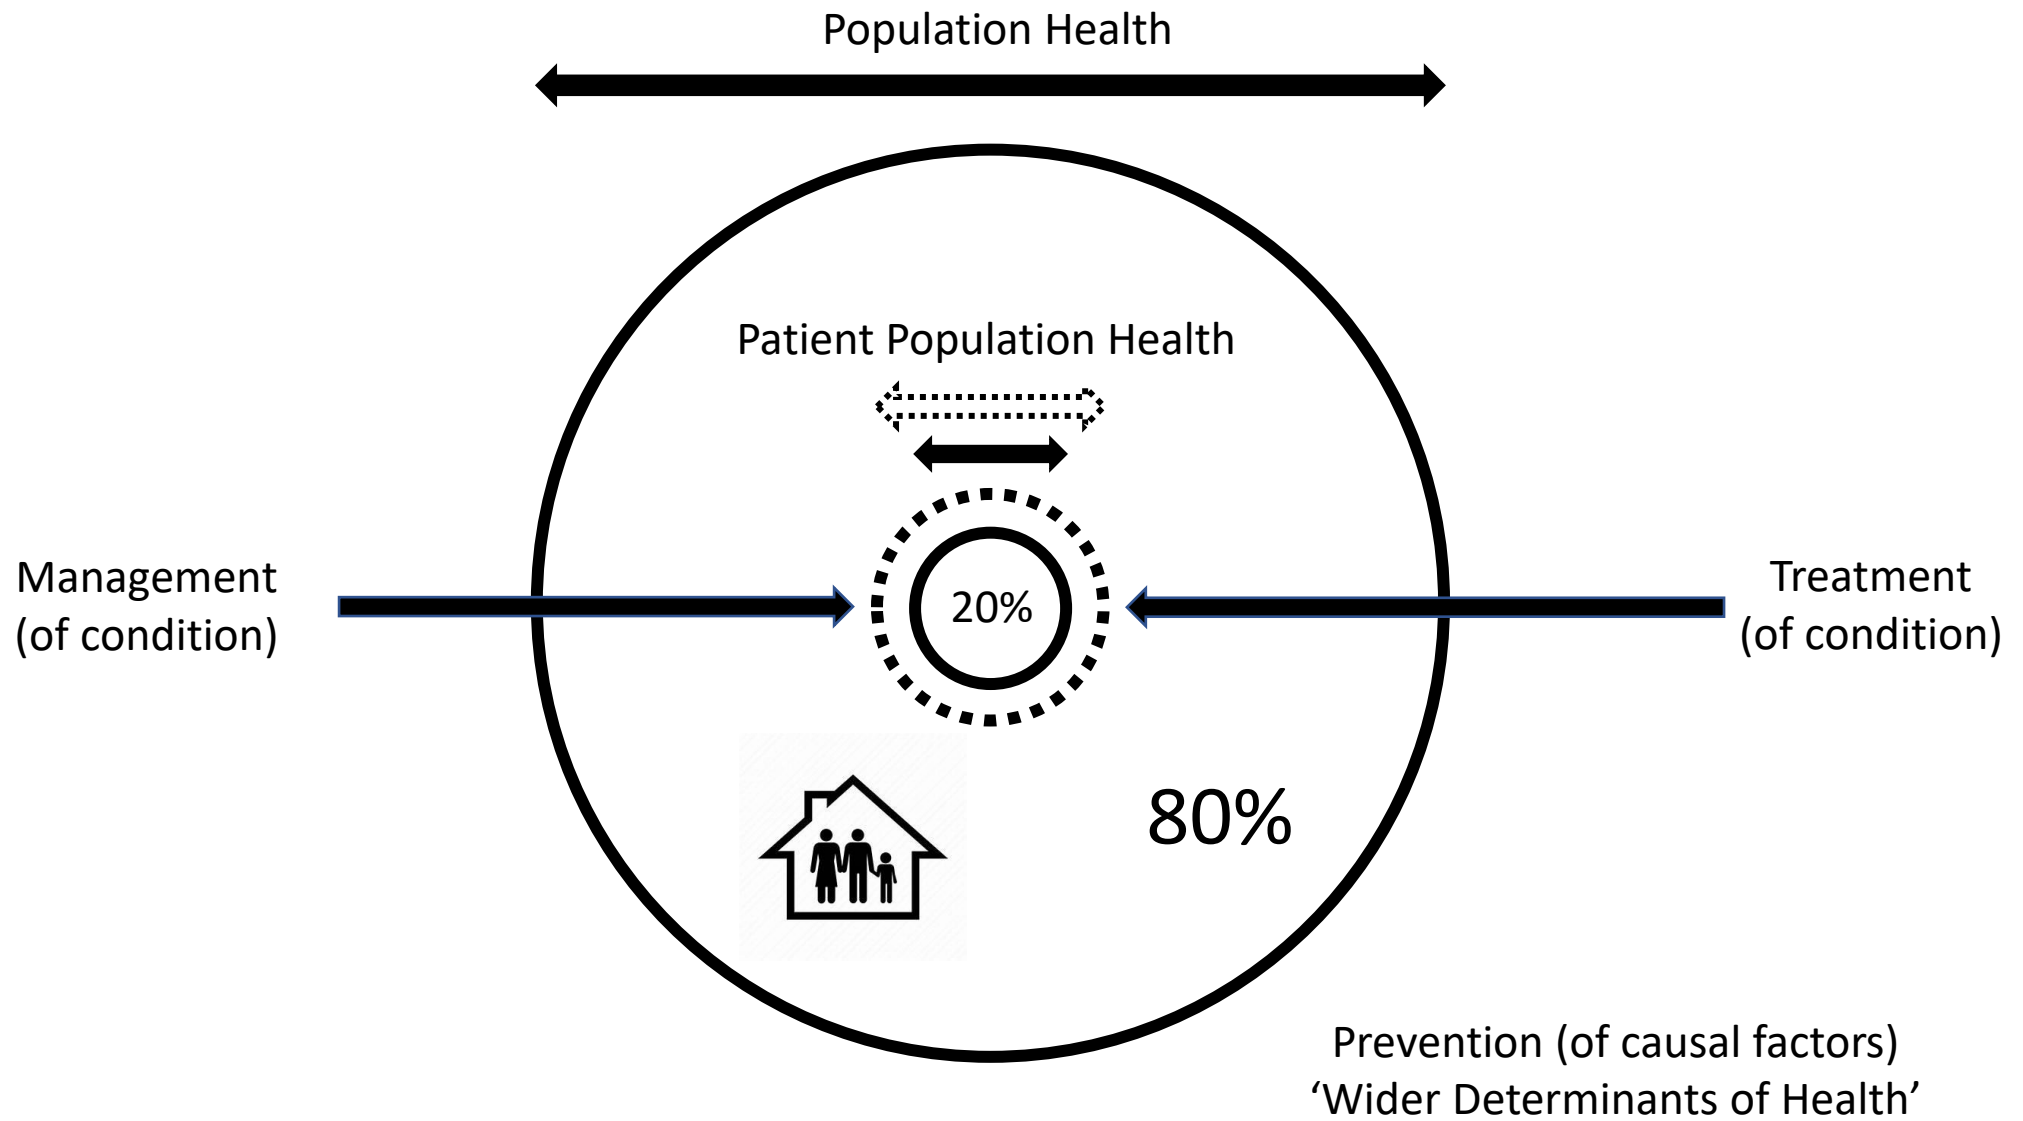 Population Health
Patient Population Health
Management
(of condition)
20%
Treatment
(of condition)
80%
Prevention (of causal factors)
‘Wider Determinants of Health’